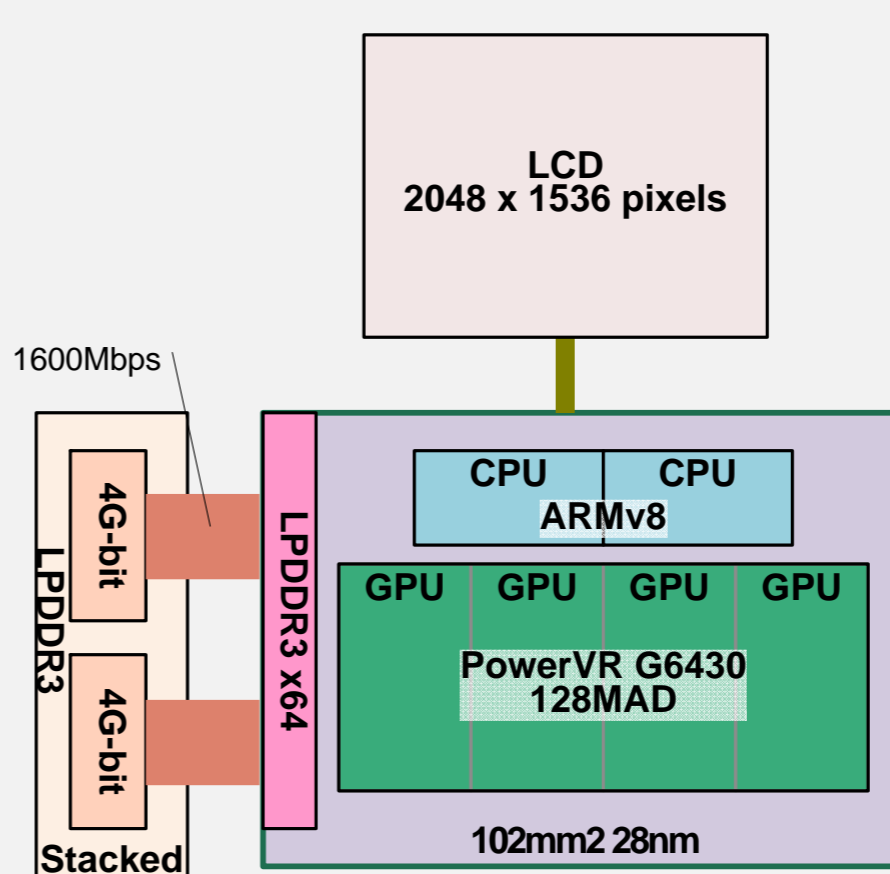 LCD
2048 x 1536 pixels
1600Mbps
LPDDR3
4G-bit
4G-bit
Stacked
LPDDR3 x64
CPU
CPU
ARMv8
GPU
GPU
GPU
GPU
PowerVR G6430
128MAD
102mm2 28nm